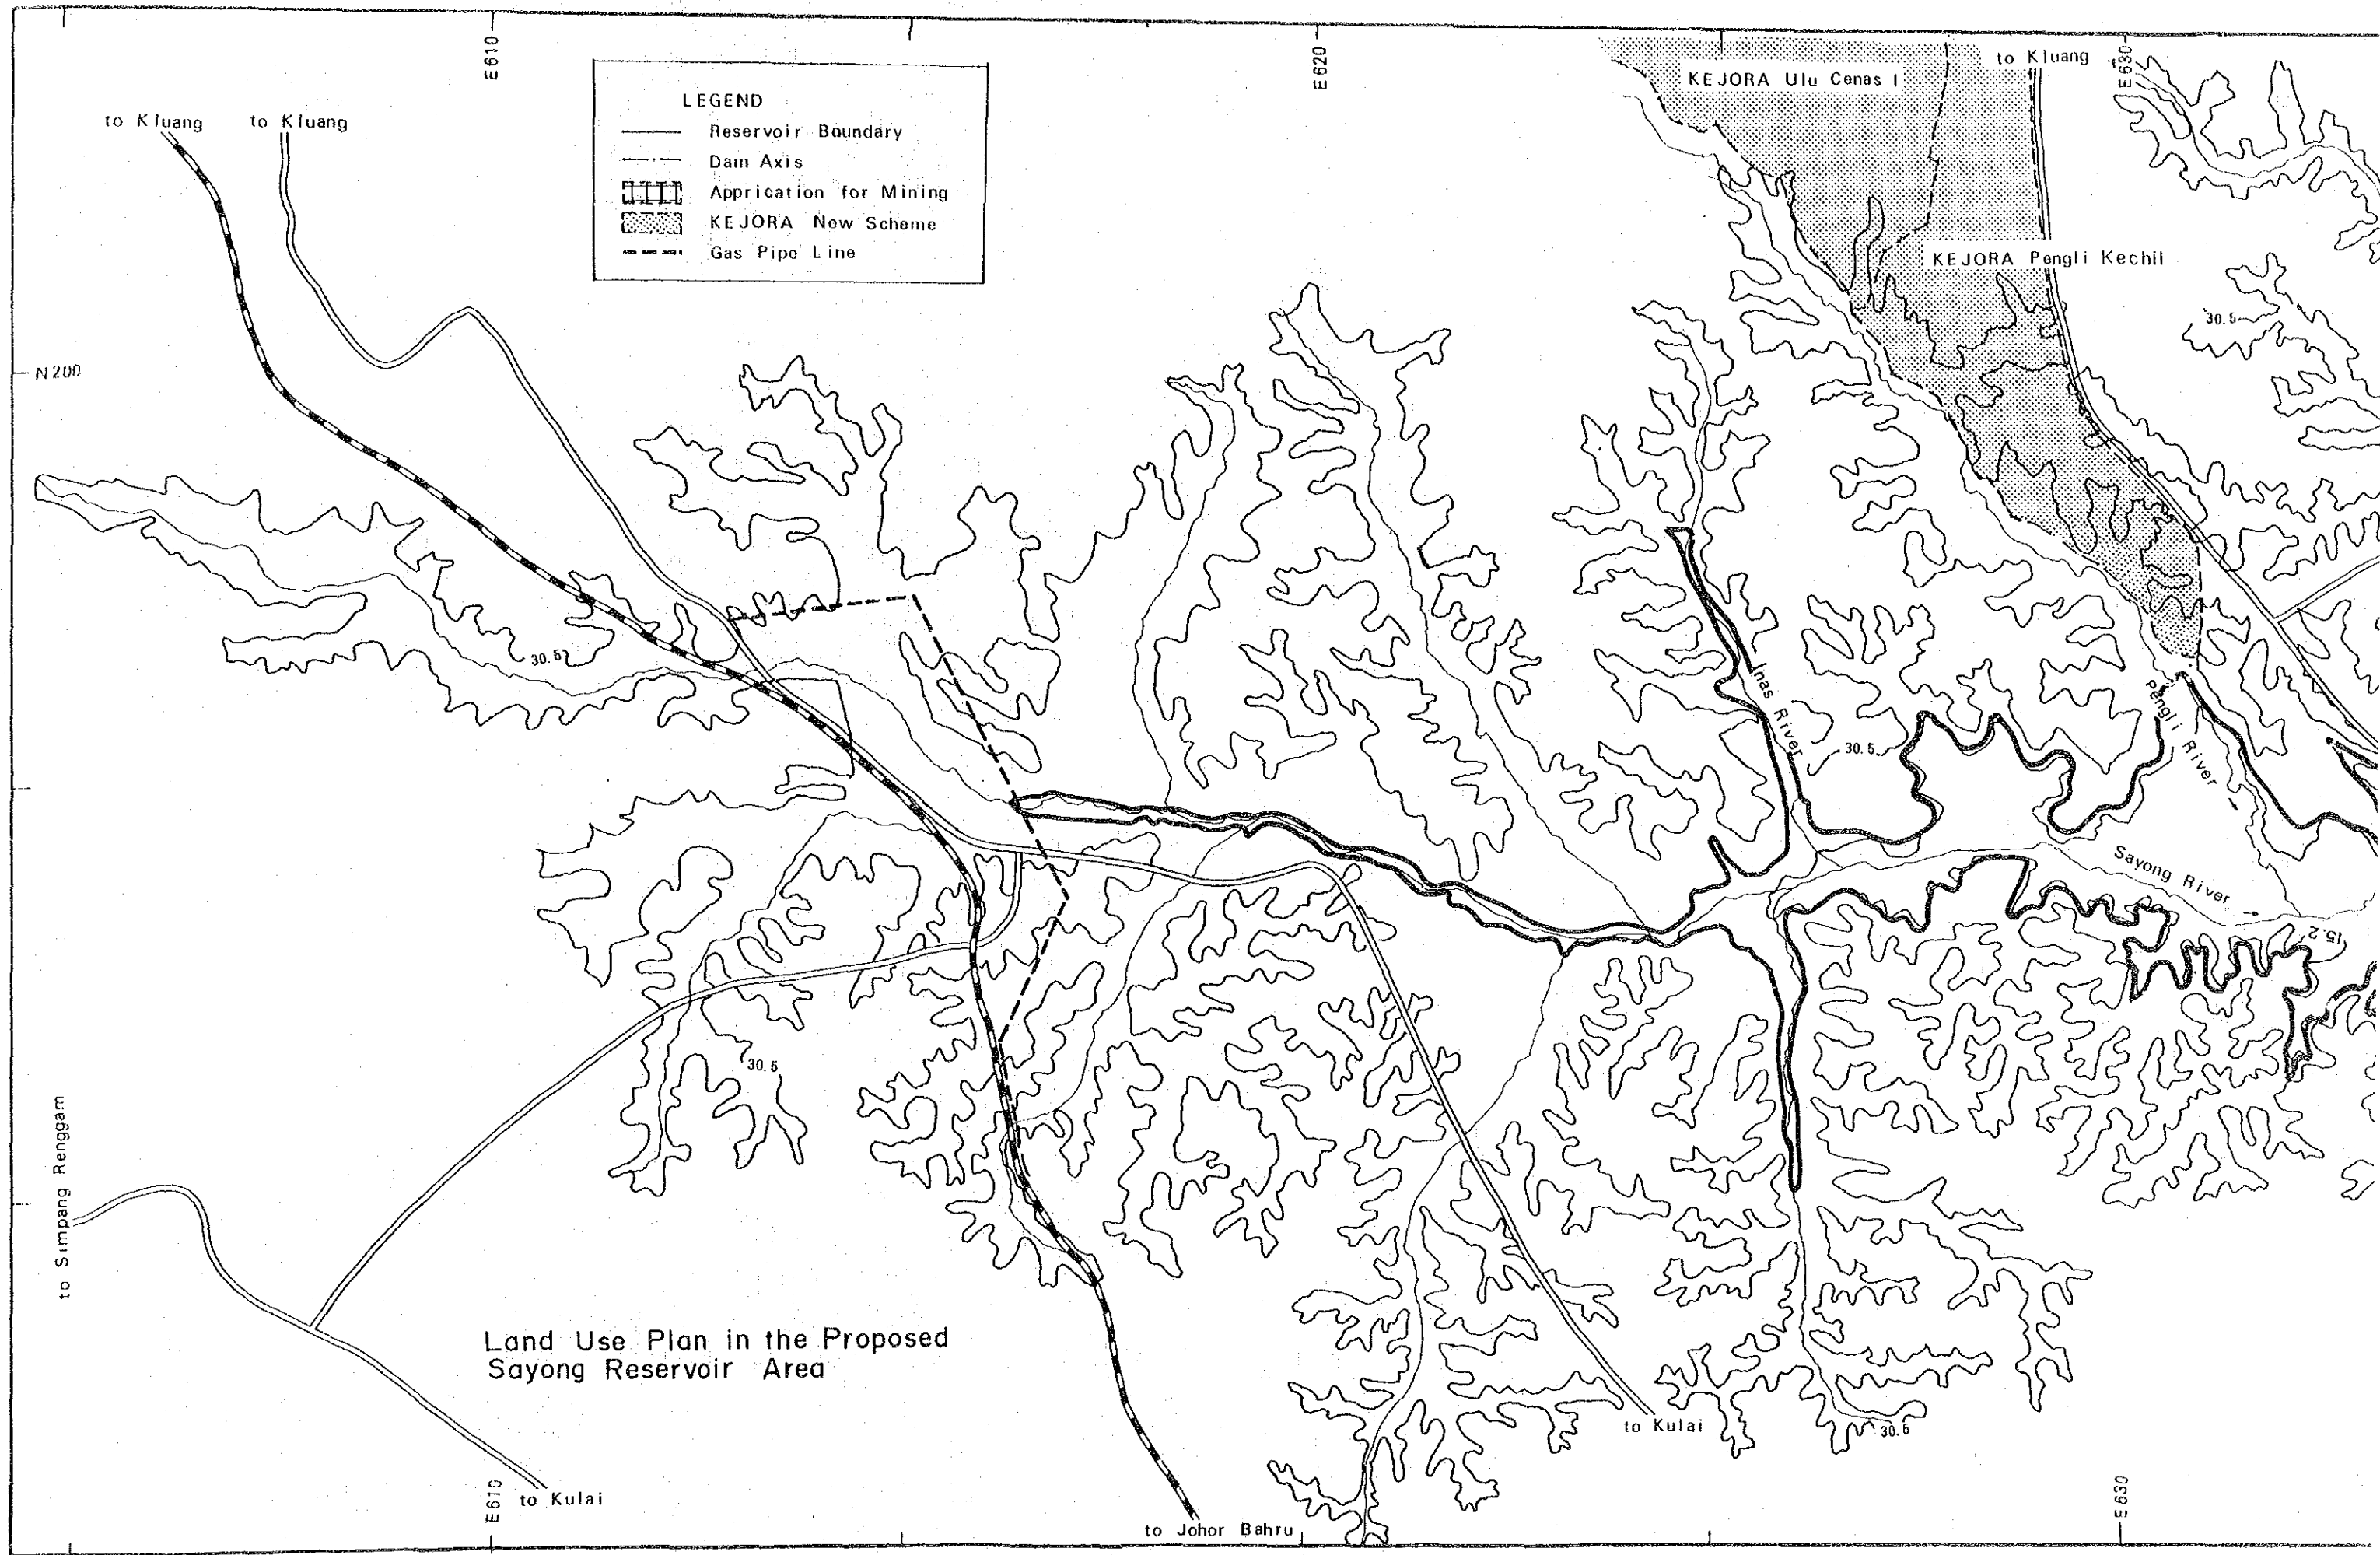 E610
E620
E630
KEJORA Ulu Cenas I
to Kluang
to Kluang
to Kluang
LEGEND
Reservoir Boundary
Dam Axis
Apprication for Mining
KEJORA New Scheme
Gas Pipe Line
KEJORA Pengli Kechil
30.5
N200
30.5
Inas River
30.5
Pengli River
Sayong River
15.2
30.5
to Simpang Renggam
Land Use Plan in the Proposed
Sayong Reservoir Area
to Kulai
30.5
E610
to Kulai
to Johor Bahru
E630